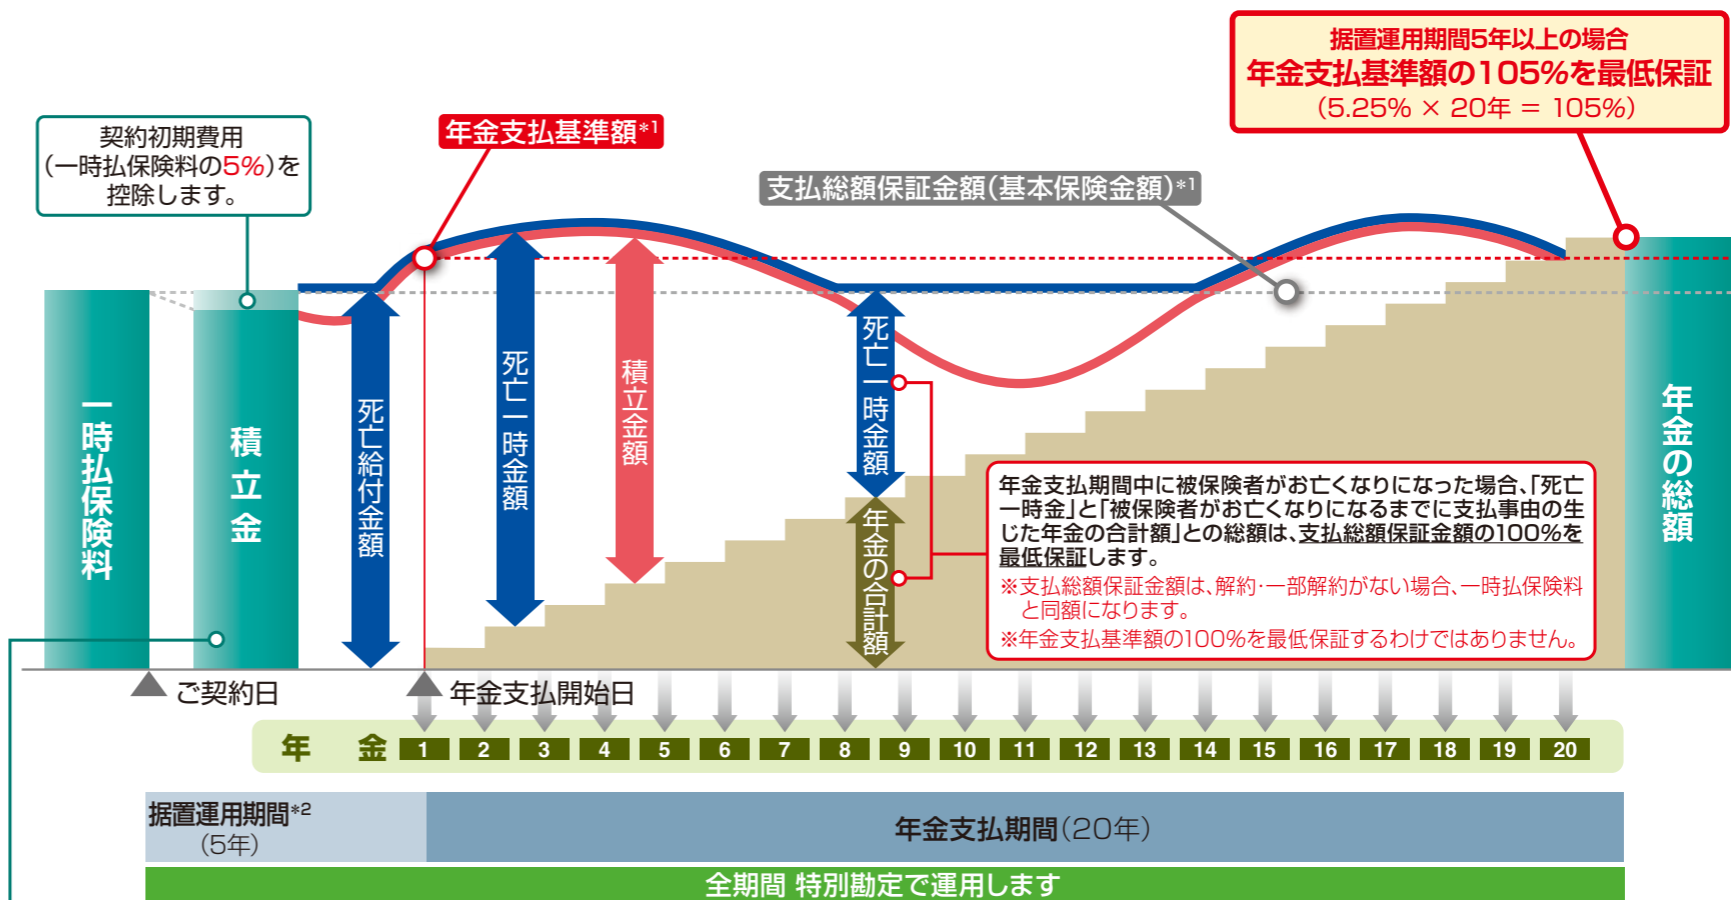 据置運用期間5年以上の場合
年金支払基準額の105%を最低保証
(5.25% × 20年 = 105%)
契約初期費用
(一時払保険料の5%)を
控除します。
年金支払基準額*1
支払総額保証金額(基本保険金額)*1
一時払保険料
積立金
死亡給付金額
死亡一時金額
積立金額
死亡一時金額
年金の合計額
年金の総額
年金支払期間中に被保険者がお亡くなりになった場合、「死亡
一時金」と「被保険者がお亡くなりになるまでに支払事由の生
じた年金の合計額」との総額は、支払総額保証金額の100%を
最低保証します。
※支払総額保証金額は、解約・一部解約がない場合、一時払保険料
と同額になります。
※年金支払基準額の100%を最低保証するわけではありません。
ご契約日
年金支払開始日
年 金 1 2 3 4 5 6 7 8 9 10 11 12 13 14 15 16 17 18 19 20
据置運用期間*2
(5年)
年金支払期間(20年)
全期間 特別勘定で運用します